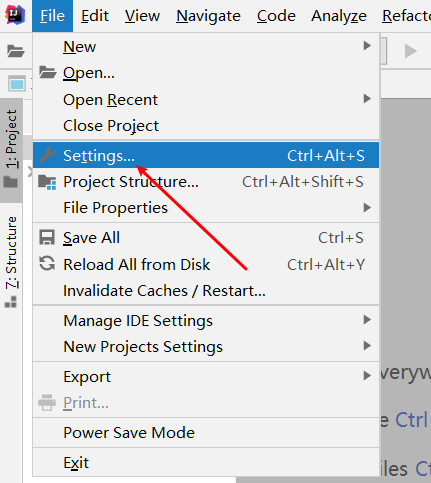 IJ
File Edit View Navigate Code Analyze Refacto
New
Open...
Open Recent
Close Project
Settings... Ctrl+Alt+S
Project Structure... Ctrl+Alt+Shift+S
File Properties
Save All Ctrl+S
Reload All from Disk Ctrl+Alt+Y
Invalidate Caches / Restart...
Manage IDE Settings
New Projects Settings
Export
Print...
Power Save Mode
Exit
1: Project
Z: Structure
veryw
e Ctrl
iles Ct